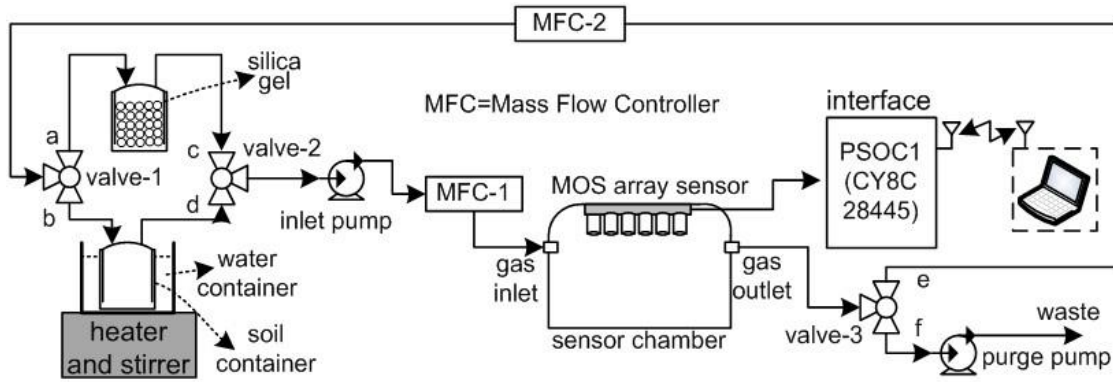 MFC-2
silica
gel
MFC=Mass Flow Controller
interface
a
c
valve-2
PSOC1
(CY8C
28445)
valve-1
MFC-1
MOS array sensor
b
d
inlet pump
water
container
gas
inlet
gas
outlet
e
heater
and stirrer
soil
container
sensor chamber
valve-3
f
waste
purge pump